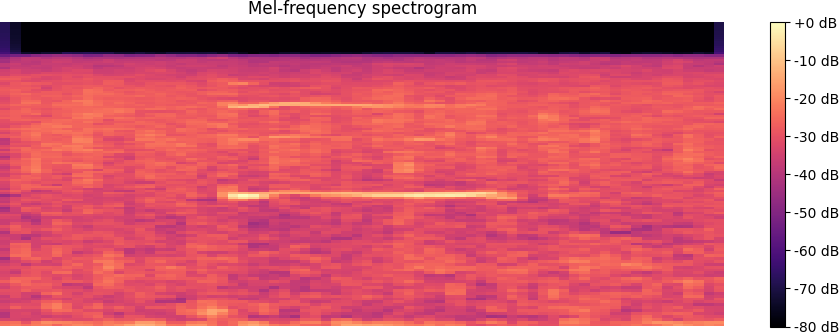 Mel-frequency spectrogram
+0 dB
-10 dB
-20 dB
-30 dB
-40 dB
-50 dB
-60 dB
-70 dB
-80 dB